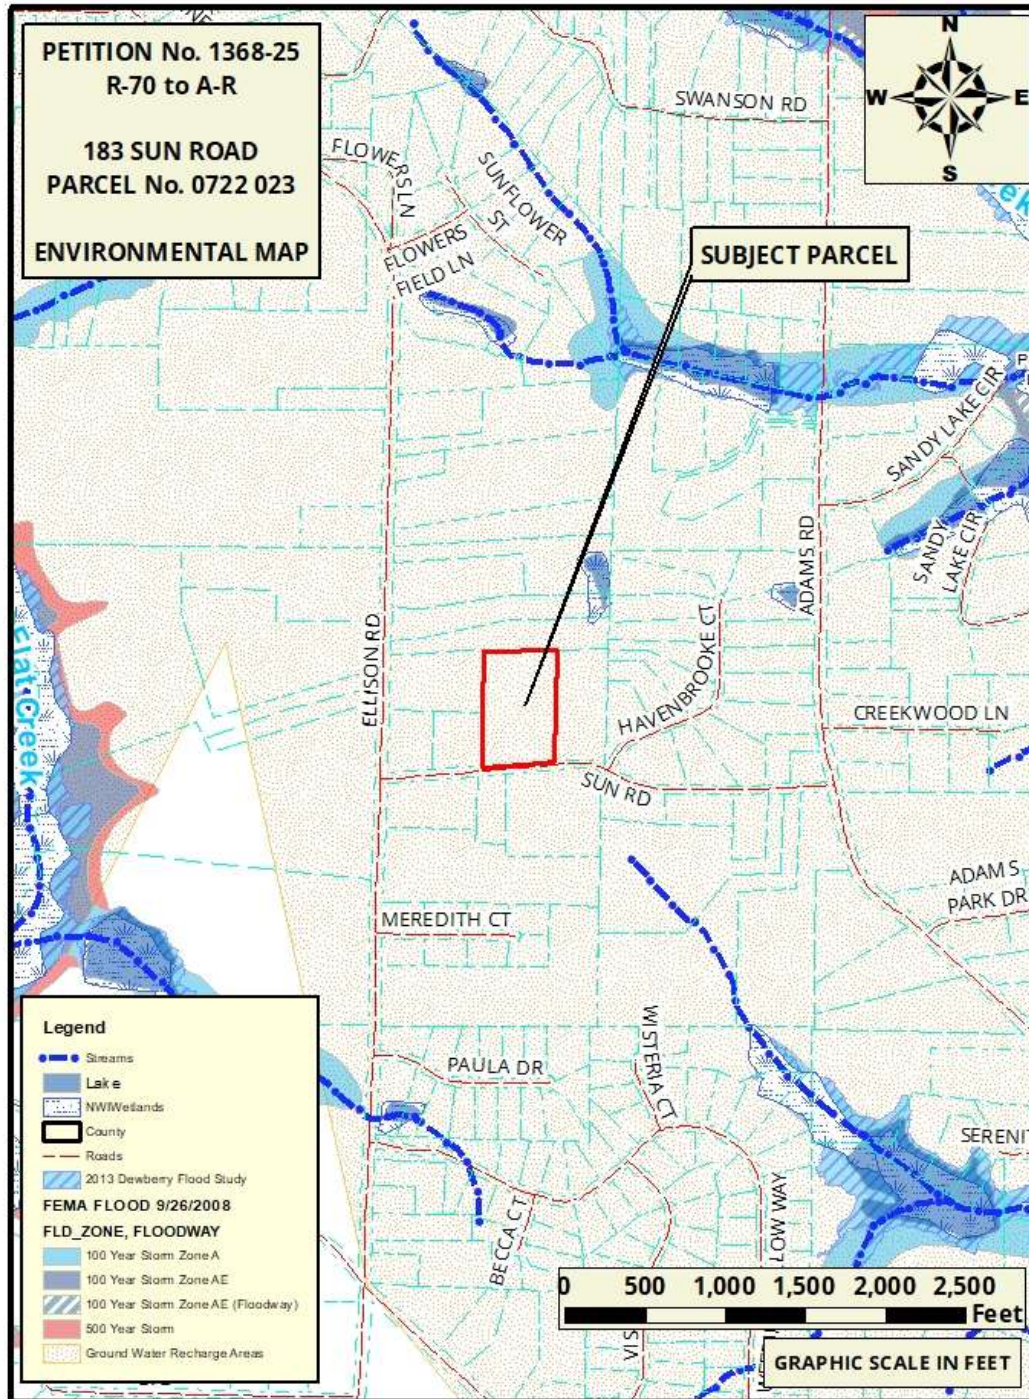 PETITION No. 1368-25
R-70 to A-R
183 SUN ROAD
PARCEL No. 0722 023
ENVIRONMENTAL MAP
N
W
E
S
SWANSON RD
FLOWERS LN
SUNFLOWER
ST
FLOWERS
FIELD LN
SUBJECT PARCEL
SANDY LAKE CIR
SANDY
LAKE CIR
ADAMS RD
ELLISON RD
Flat Creek
HAVENBROOKE CT
CREEKWOOD LN
SUN RD
ADAMS
PARK DR
MEREDITH CT
WISTERIA CT
PAULA DR
BECCA CT
LOW WAY
SERENIT
VIS
Legend
Streams
Lake
NWIWetlands
County
Roads
2013 Dewberry Flood Study
FEMA FLOOD 9/26/2008
FLD_ZONE, FLOODWAY
100 Year Storm Zone A
100 Year Storm Zone AE
100 Year Storm Zone AE (Floodway)
500 Year Storm
Ground Water Recharge Areas
0 500 1,000 1,500 2,000 2,500
Feet
GRAPHIC SCALE IN FEET